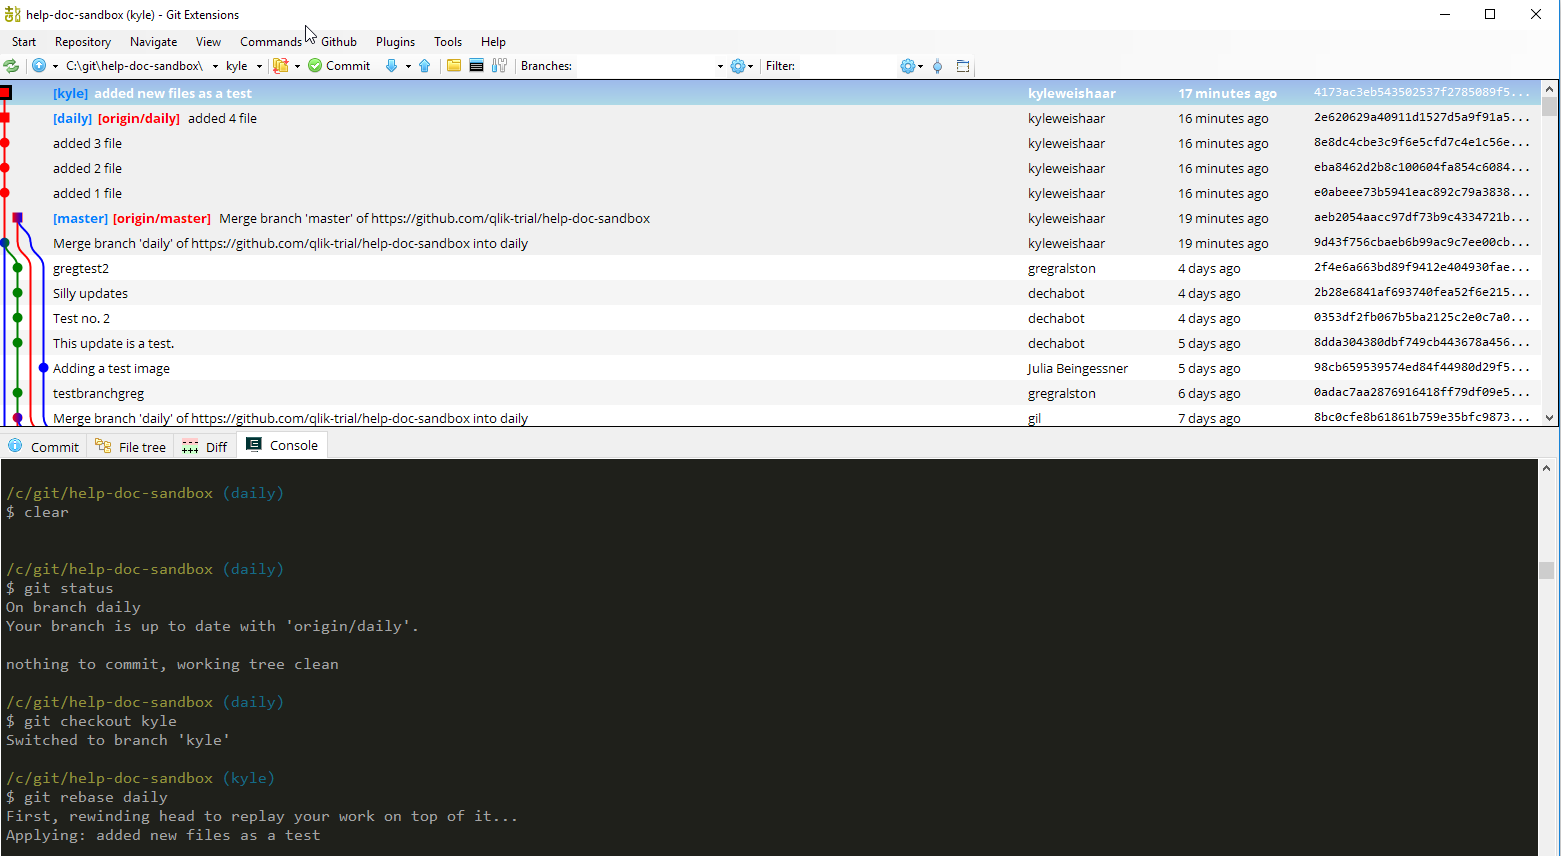 help-doc-sandbox (kyle) - Git Extensions
Start Repository Navigate View Commands Github Plugins Tools Help
C:\git\help-doc-sandbox\ kyle Commit Branches: Filter:
[kyle] added new files as a test kyleweishaar 17 minutes ago 4173ac3eb543502537f2785089f5...
[daily] [origin/daily] added 4 file kyleweishaar 16 minutes ago 2e620629a40911d1527d5a9f91a5...
added 3 file kyleweishaar 16 minutes ago 8e8dc4cbe3c9f6e5cfd7c4e1c56e...
added 2 file kyleweishaar 16 minutes ago eba8462d2b8c100604fa854c6084...
added 1 file kyleweishaar 16 minutes ago e0abeee73b5941eac892c79a3838...
[master] [origin/master] Merge branch 'master' of https://github.com/qlik-trial/help-doc-sandbox kyleweishaar 19 minutes ago aeb2054aacc97df73b9c4334721b...
Merge branch 'daily' of https://github.com/qlik-trial/help-doc-sandbox into daily kyleweishaar 19 minutes ago 9d43f756cbaeb6b99ac9c7ee00cb...
gregtest2 gregralston 4 days ago 2f4e6a663bd89f9412e404930fae...
Silly updates dechabot 4 days ago 2b28e6841af693740fea52f6e215...
Test no. 2 dechabot 4 days ago 0353df2fb067b5ba2125c2e0c7a0...
This update is a test. dechabot 5 days ago 8dda304380dbf749cb443678a456...
Adding a test image Julia Beingessner 5 days ago 98cb659539574ed84f44980d29f5...
testbranchgreg gregralston 6 days ago 0adac7aa2876916418ff79df09e5...
Merge branch 'daily' of https://github.com/qlik-trial/help-doc-sandbox into daily gil 7 days ago 8bc0cfe8b61861b759e35bfc9873...
Commit File tree Diff Console
/c/git/help-doc-sandbox (daily)
$ clear
/c/git/help-doc-sandbox (daily)
$ git status
On branch daily
Your branch is up to date with 'origin/daily'.
nothing to commit, working tree clean
/c/git/help-doc-sandbox (daily)
$ git checkout kyle
Switched to branch 'kyle'
/c/git/help-doc-sandbox (kyle)
$ git rebase daily
First, rewinding head to replay your work on top of it...
Applying: added new files as a test